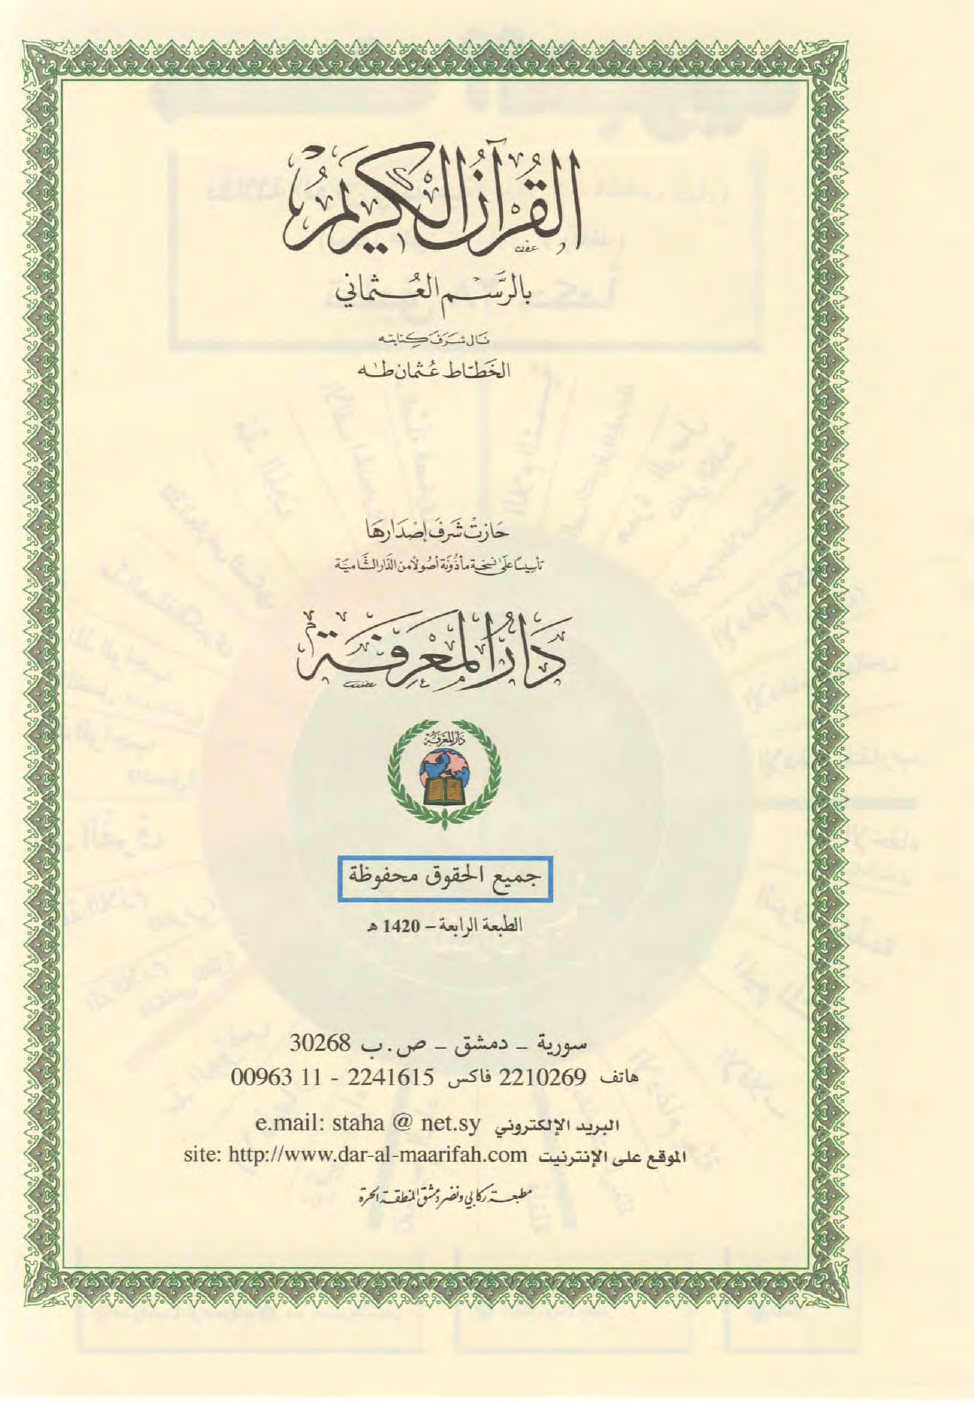 القرآن الكريم
بالرسم العثماني
نال شرف كتابته
الخطاط عثمان طه
حازت شرف إصدارها
تأسيسًا على نسخة مأذونة أصولًا من الدار الشامية
دار المعرفة
دار المعرفة
جميع الحقوق محفوظة
الطبعة الرابعة – 1420 هـ
سورية – دمشق – ص.ب 30268
هاتف 2210269 فاكس 2241615 - 11 00963
البريد الإلكتروني e.mail: staha @ net.sy
الموقع على الإنترنيت site: http://www.dar-al-maarifah.com
مطبعة ركابي ونضر دمشق المنطقة الحرة